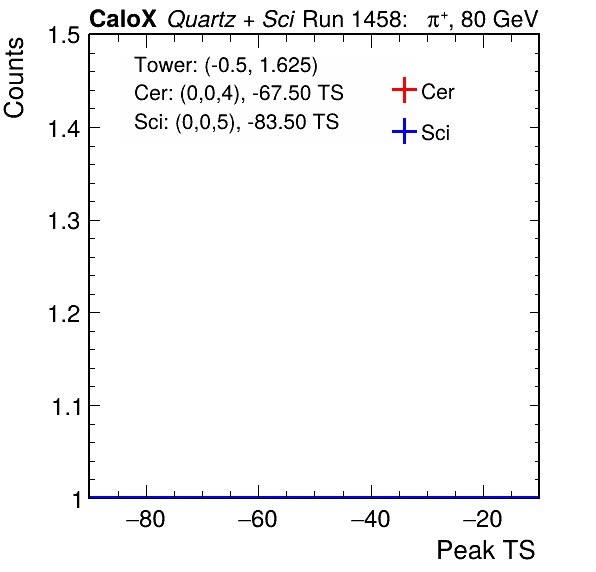 CaloX Quartz + Sci Run 1458: π⁺, 80 GeV
Counts
1.5
1.4
1.3
1.2
1.1
1
Tower: (-0.5, 1.625)
Cer: (0,0,4), -67.50 TS
Sci: (0,0,5), -83.50 TS
Cer
Sci
−80 −60 −40 −20
Peak TS